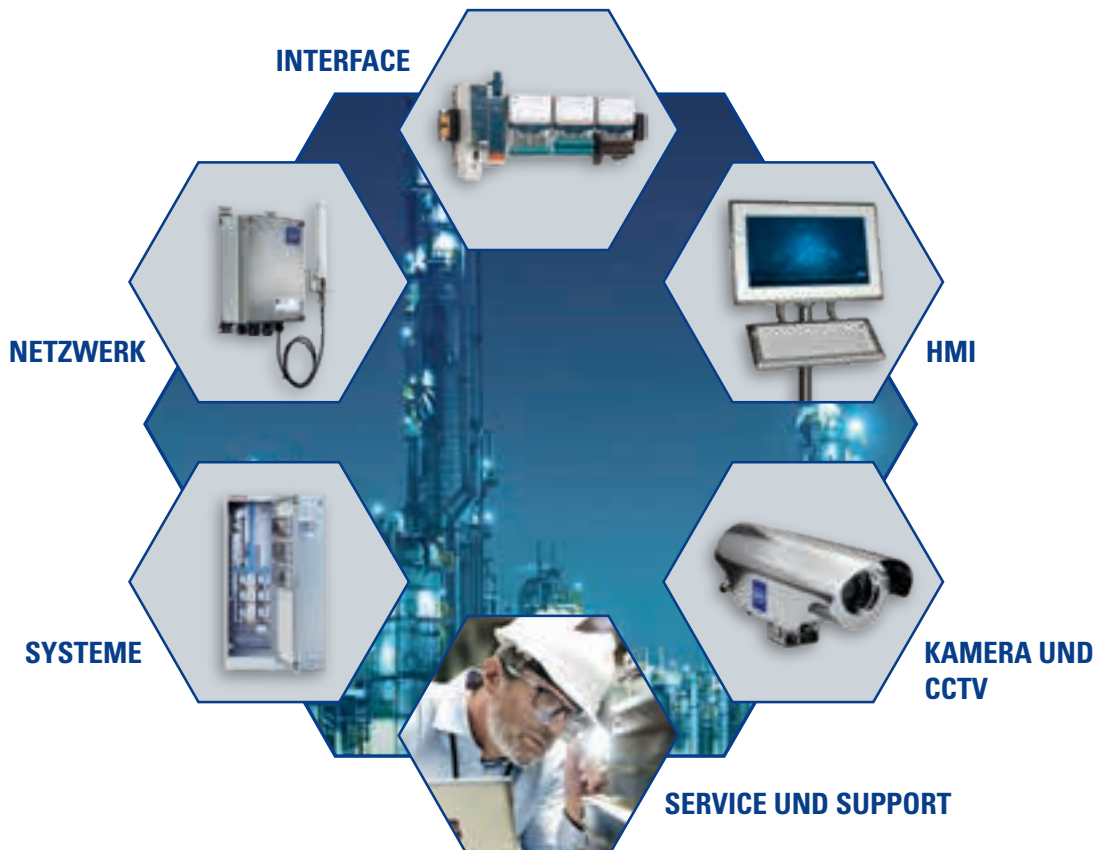 INTERFACE
NETZWERK
HMI
SYSTEME
KAMERA UND
CCTV
SERVICE UND SUPPORT